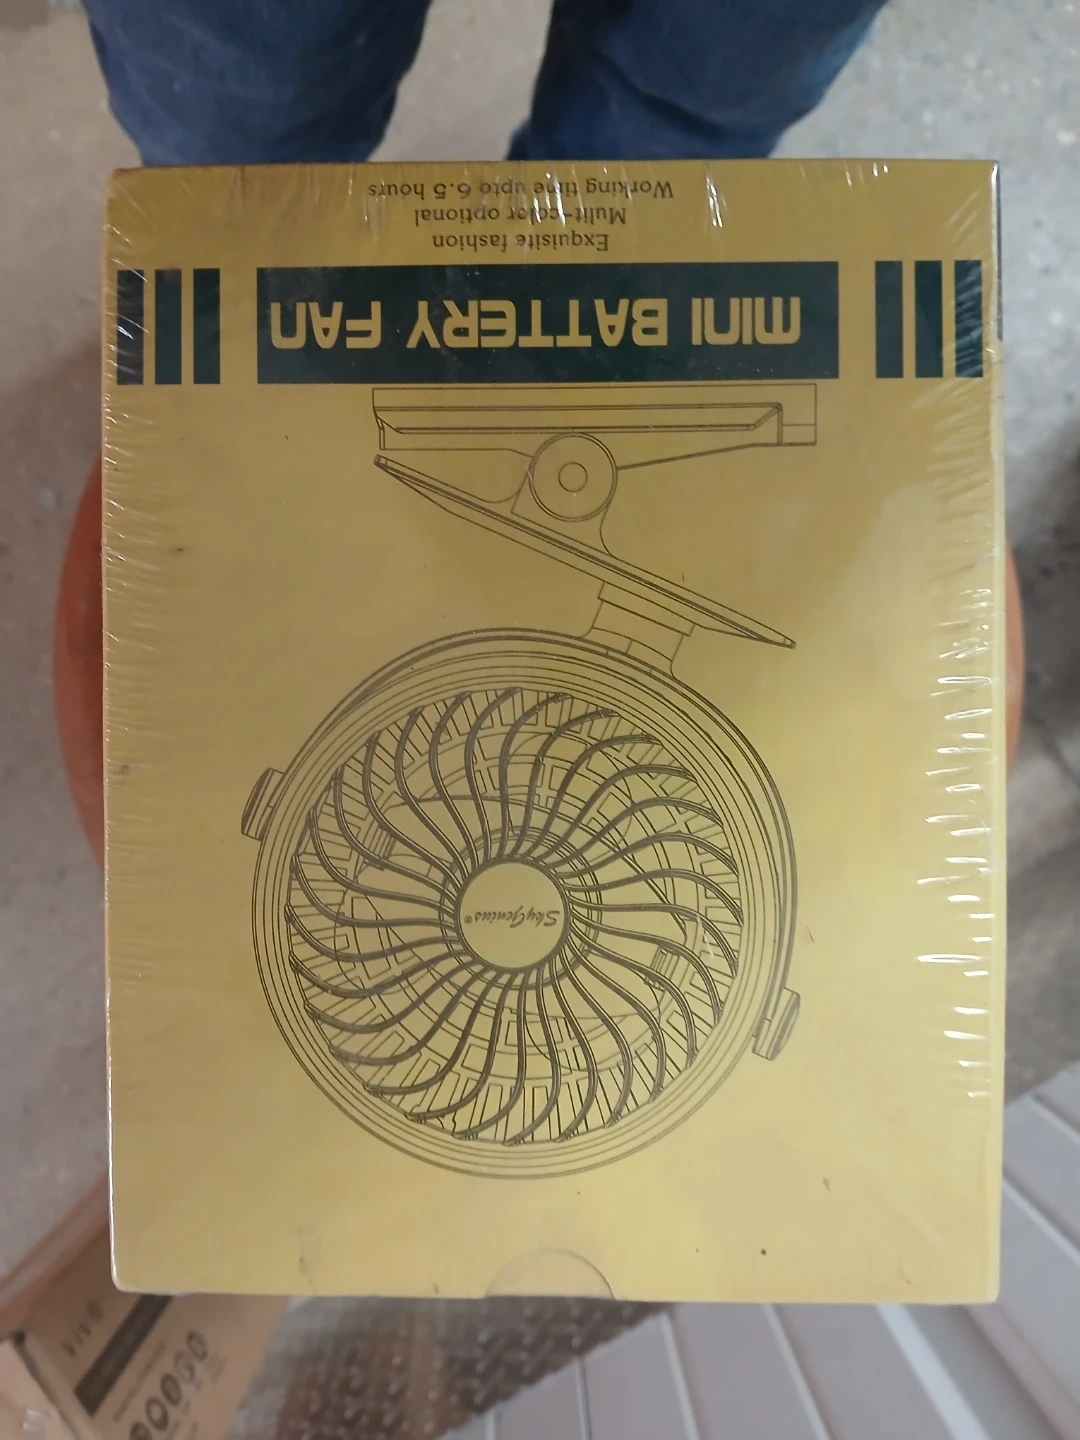 SkyGenius®
MINI BATTERY FAN
Exquisite fashion
Mulit-color optional
Working time upto 6.5 hours